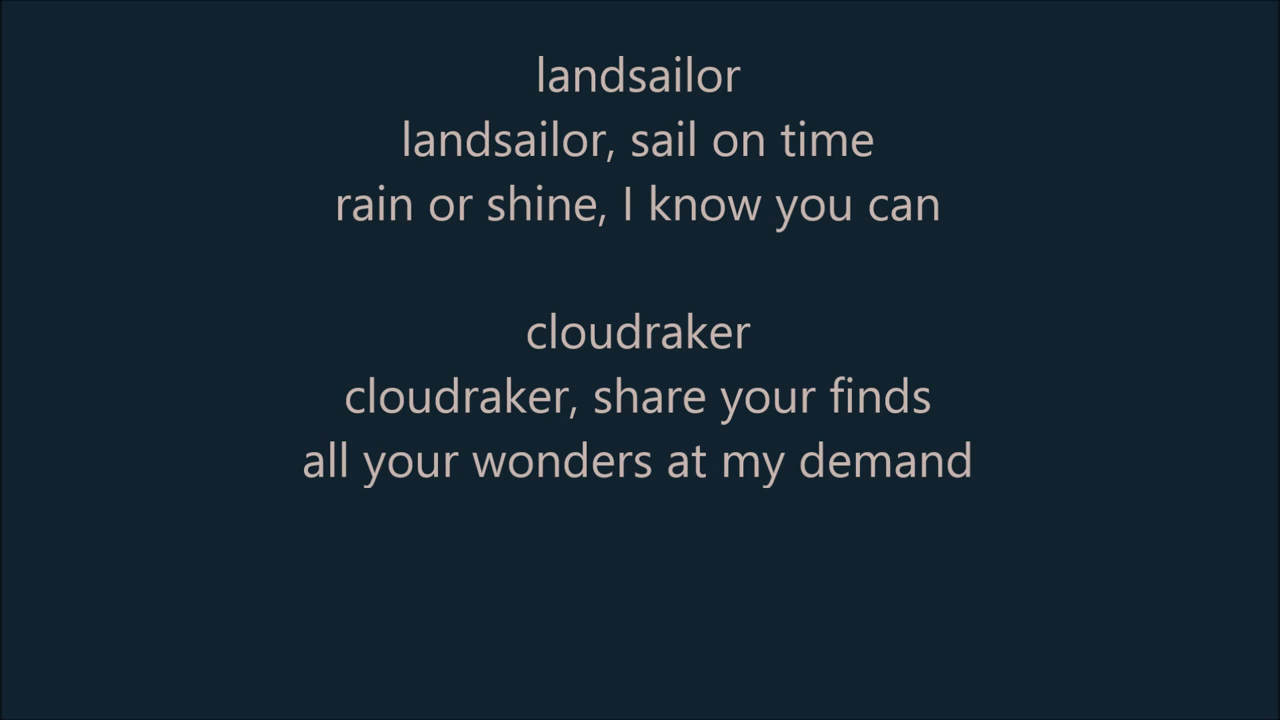 landsailor
landsailor, sail on time
rain or shine, I know you can
cloudraker
cloudraker, share your finds
all your wonders at my demand